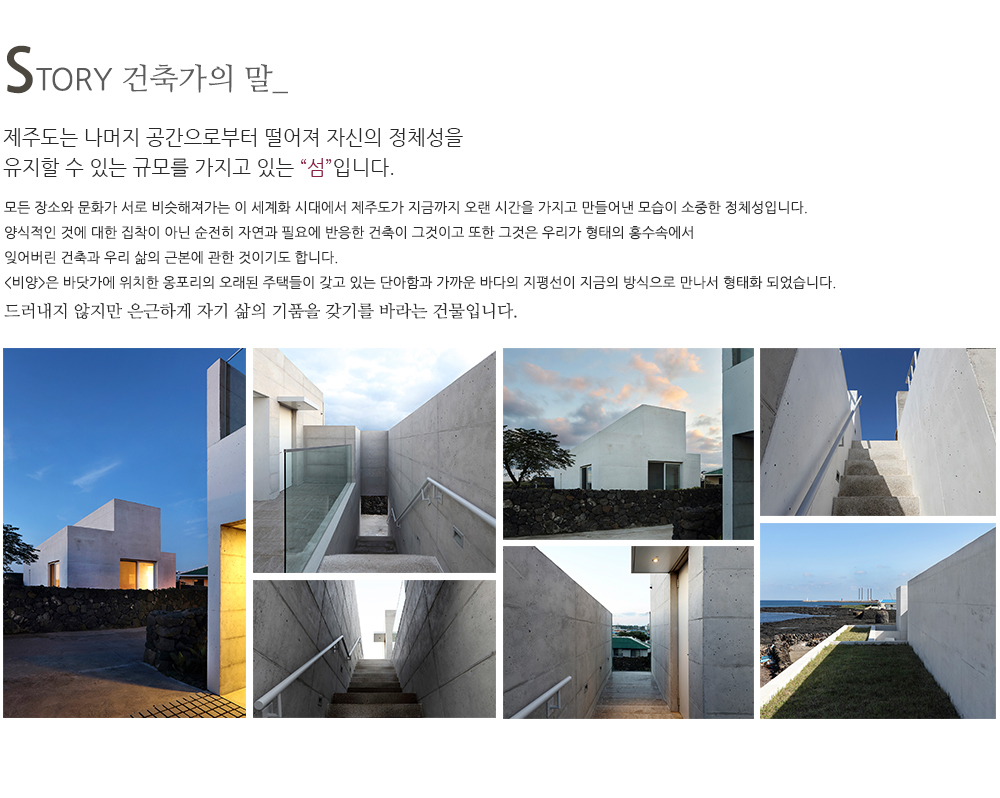 STORY 건축가의 말_
제주도는 나머지 공간으로부터 떨어져 자신의 정체성을
유지할 수 있는 규모를 가지고 있는 “섬”입니다.
모든 장소와 문화가 서로 비슷해져가는 이 세계화 시대에서 제주도가 지금까지 오랜 시간을 가지고 만들어낸 모습이 소중한 정체성입니다.
양식적인 것에 대한 집착이 아닌 순전히 자연과 필요에 반응한 건축이 그것이고 또한 그것은 우리가 형태의 홍수속에서
잊어버린 건축과 우리 삶의 근본에 관한 것이기도 합니다.
<비양>은 바닷가에 위치한 옹포리의 오래된 주택들이 갖고 있는 단아함과 가까운 바다의 지평선이 지금의 방식으로 만나서 형태화 되었습니다.
드러내지 않지만 은근하게 자기 삶의 기품을 갖기를 바라는 건물입니다.